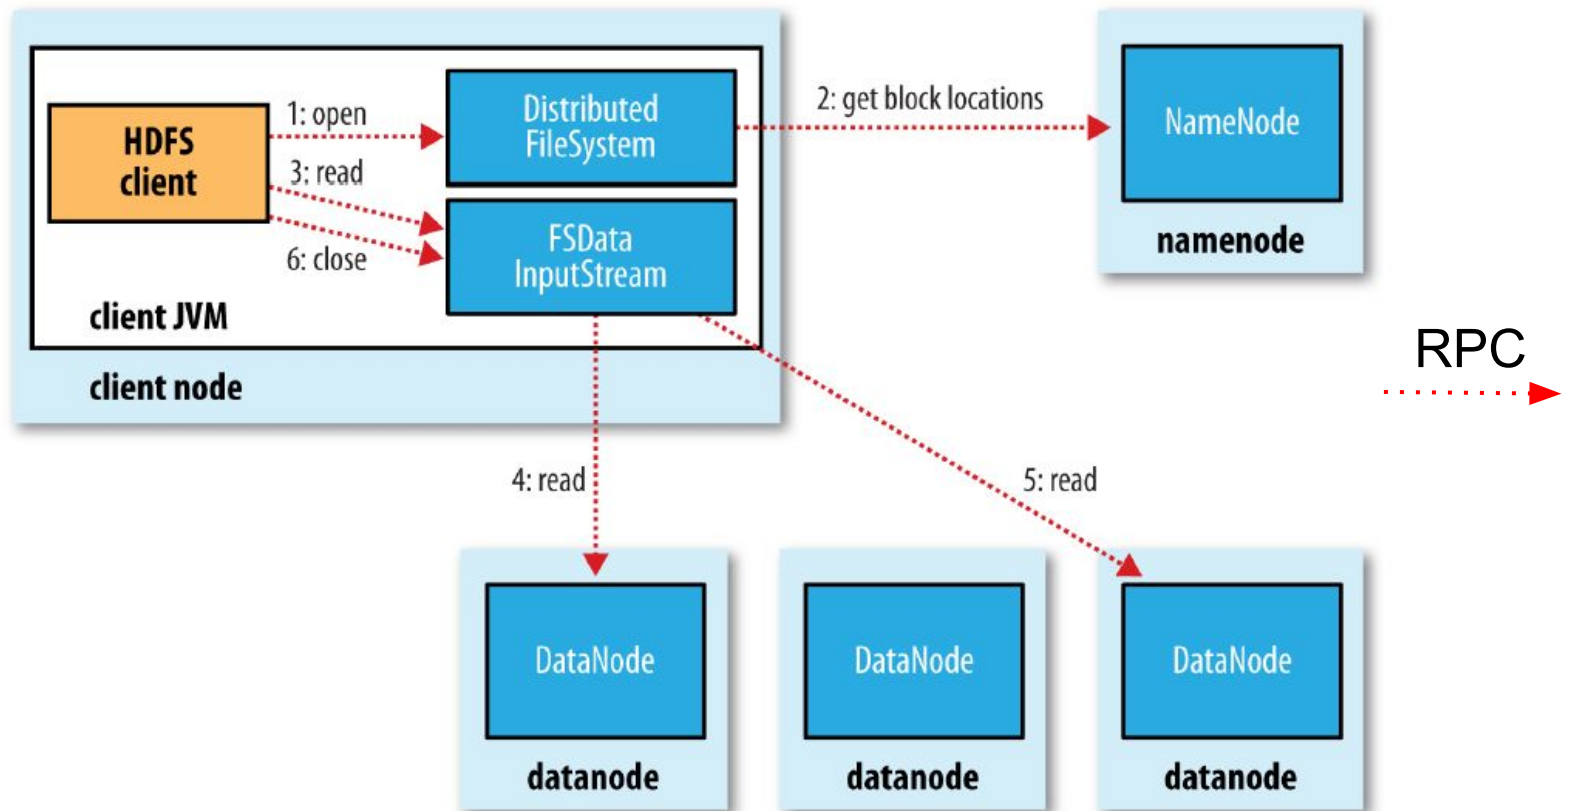 1: open
Distributed
FileSystem
2: get block locations
NameNode
HDFS
client
3: read
FSData
InputStream
6: close
namenode
client JVM
client node
RPC
4: read
5: read
DataNode
DataNode
DataNode
datanode
datanode
datanode